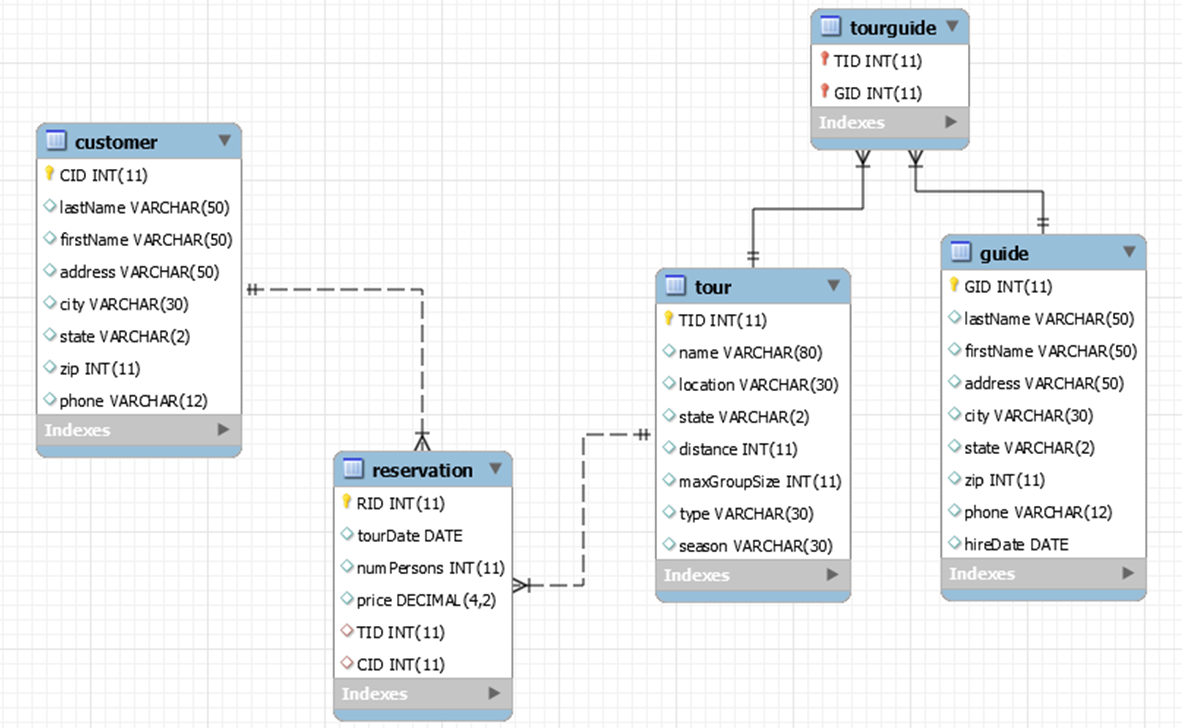 tourguide
TID INT(11)
GID INT(11)
Indexes
customer
CID INT(11)
lastName VARCHAR(50)
firstName VARCHAR(50)
address VARCHAR(50)
city VARCHAR(30)
state VARCHAR(2)
zip INT(11)
phone VARCHAR(12)
Indexes
reservation
RID INT(11)
tourDate DATE
numPersons INT(11)
price DECIMAL(4,2)
TID INT(11)
CID INT(11)
Indexes
tour
TID INT(11)
name VARCHAR(80)
location VARCHAR(30)
state VARCHAR(2)
distance INT(11)
maxGroupSize INT(11)
type VARCHAR(30)
season VARCHAR(30)
Indexes
guide
GID INT(11)
lastName VARCHAR(50)
firstName VARCHAR(50)
address VARCHAR(50)
city VARCHAR(30)
state VARCHAR(2)
zip INT(11)
phone VARCHAR(12)
hireDate DATE
Indexes